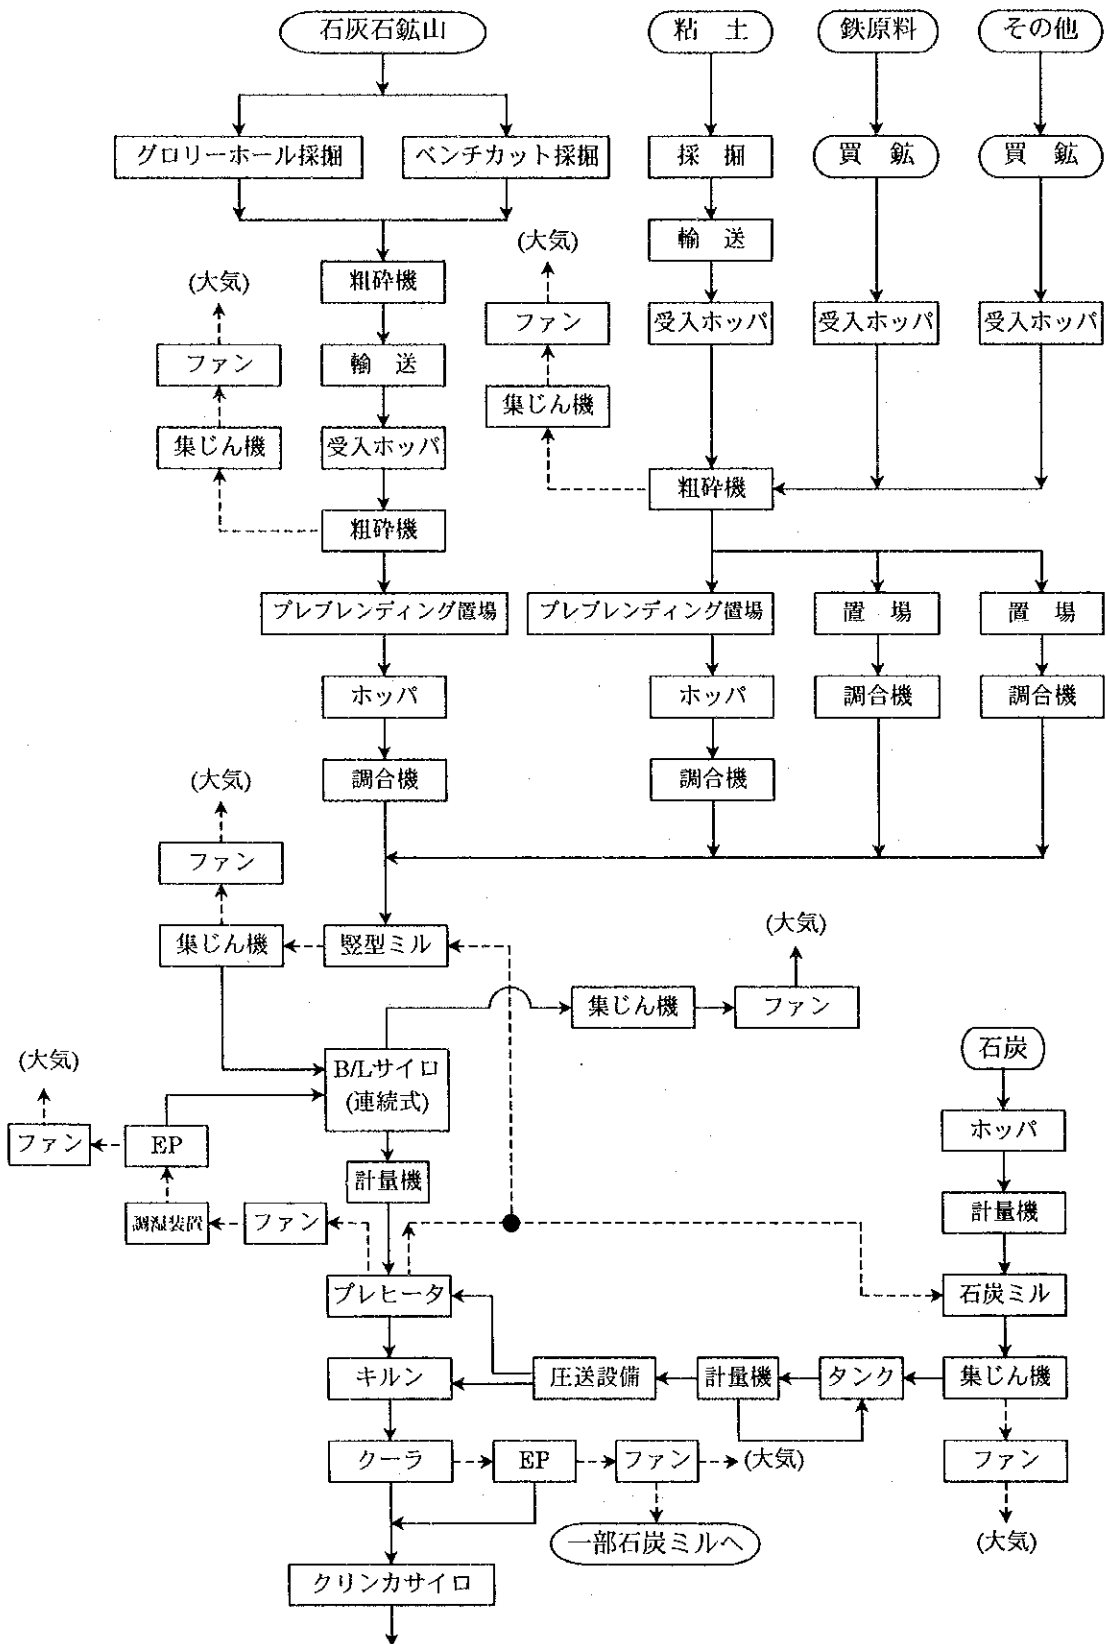 石灰石鉱山
粘 土
鉄原料
その他
グロリーホール採掘
ベンチカット採掘
採 掘
買 鉱
買 鉱
輸 送
(大気)
粗砕機
(大気)
ファン
受入ホッパ
受入ホッパ
受入ホッパ
ファン
輸 送
集じん機
集じん機
受入ホッパ
粗砕機
粗砕機
プレブレンディング置場
プレブレンディング置場
置 場
置 場
ホッパ
ホッパ
調合機
調合機
(大気)
調合機
調合機
ファン
集じん機
竪型ミル
(大気)
集じん機
ファン
石炭
(大気)
B/Lサイロ
(連続式)
ファン
EP
ホッパ
計量機
調湿装置
ファン
計量機
プレヒータ
石炭ミル
キルン
圧送設備
計量機
タンク
集じん機
クーラ
EP
ファン
(大気)
ファン
一部石炭ミルへ
(大気)
クリンカサイロ